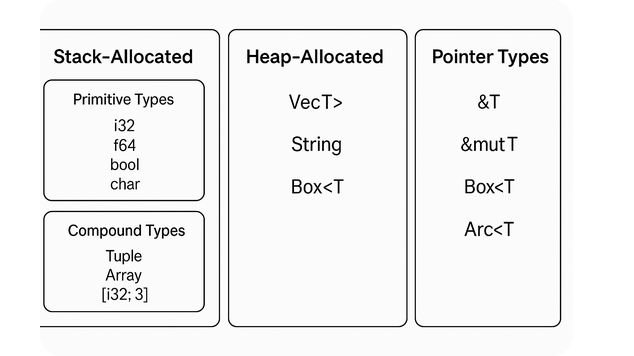 Stack-Allocated
Primitive Types
i32
f64
bool
char
Compound Types
Tuple
Array
[i32; 3]
Heap-Allocated
VecT>
String
Box<T
Pointer Types
&T
&mut T
Box<T
Arc<T